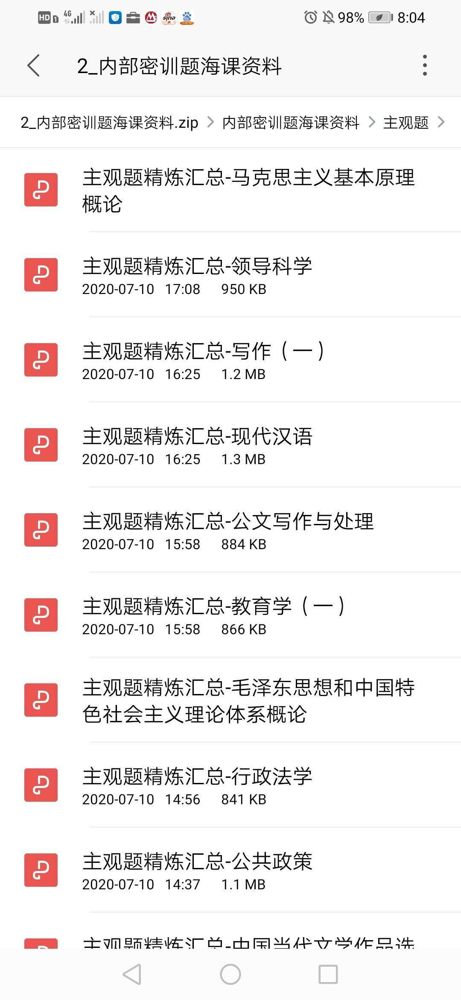 HD 1 4G 98% 8:04
2_内部密训题海课资料
2_内部密训题海课资料.zip > 内部密训题海课资料 > 主观题 >
主观题精炼汇总-马克思主义基本原理
概论
主观题精炼汇总-领导科学
2020-07-10 17:08 950 KB
主观题精炼汇总-写作（一）
2020-07-10 16:25 1.2 MB
主观题精炼汇总-现代汉语
2020-07-10 16:25 1.3 MB
主观题精炼汇总-公文写作与处理
2020-07-10 15:58 884 KB
主观题精炼汇总-教育学（一）
2020-07-10 15:58 866 KB
主观题精炼汇总-毛泽东思想和中国特
色社会主义理论体系概论
主观题精炼汇总-行政法学
2020-07-10 14:56 841 KB
主观题精炼汇总-公共政策
2020-07-10 14:37 1.1 MB
主观题精炼汇总-中国当代文学作品选